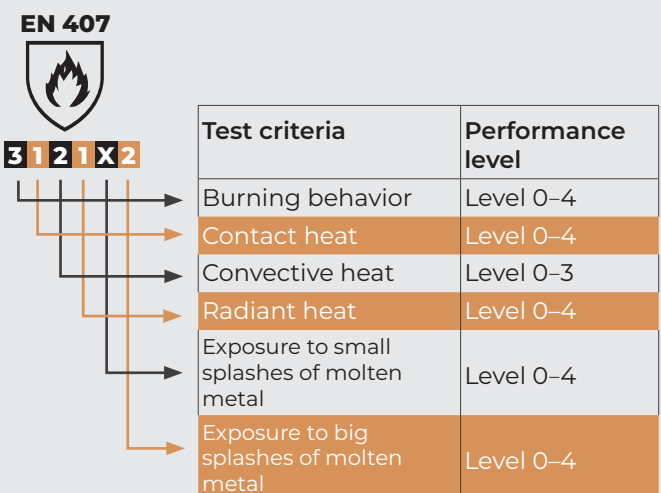 EN 407
3 1 2 1 X 2
Test criteria
Performance
level
Burning behavior
Level 0–4
Contact heat
Level 0–4
Convective heat
Level 0–3
Radiant heat
Level 0–4
Exposure to small
splashes of molten
metal
Level 0–4
Exposure to big
splashes of molten
metal
Level 0–4